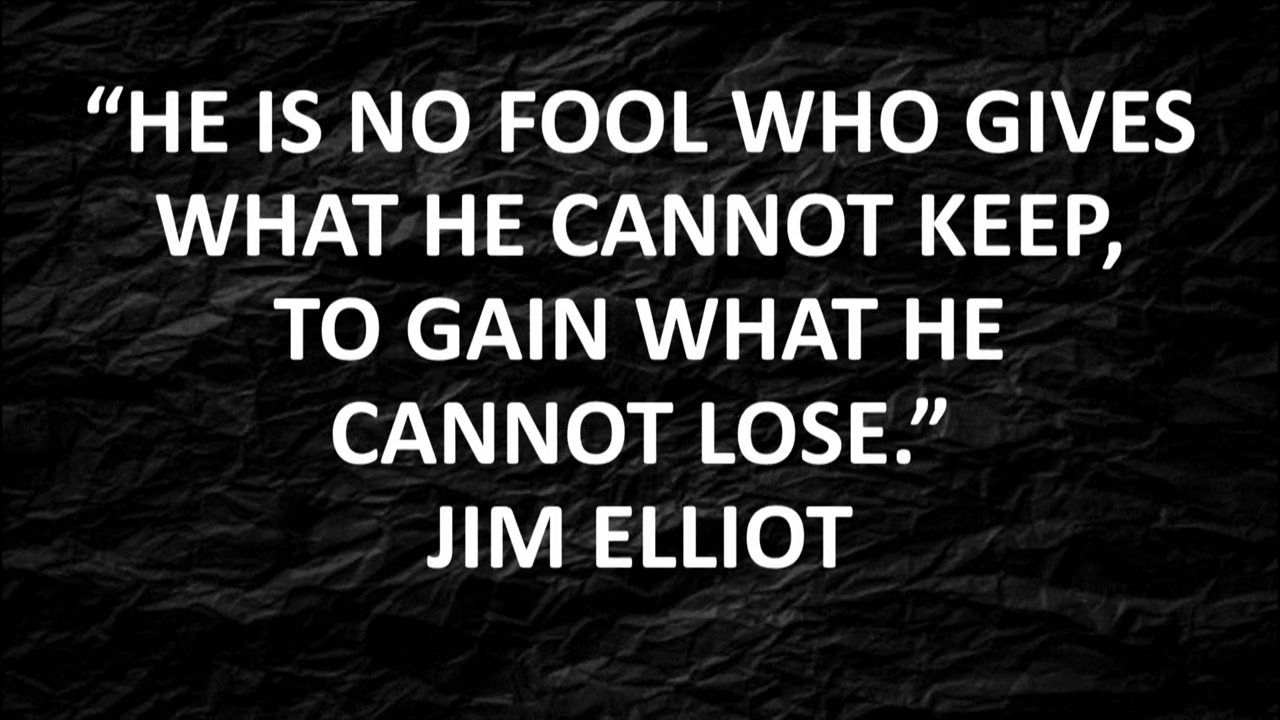 “HE IS NO FOOL WHO GIVES
WHAT HE CANNOT KEEP,
TO GAIN WHAT HE
CANNOT LOSE.”
JIM ELLIOT